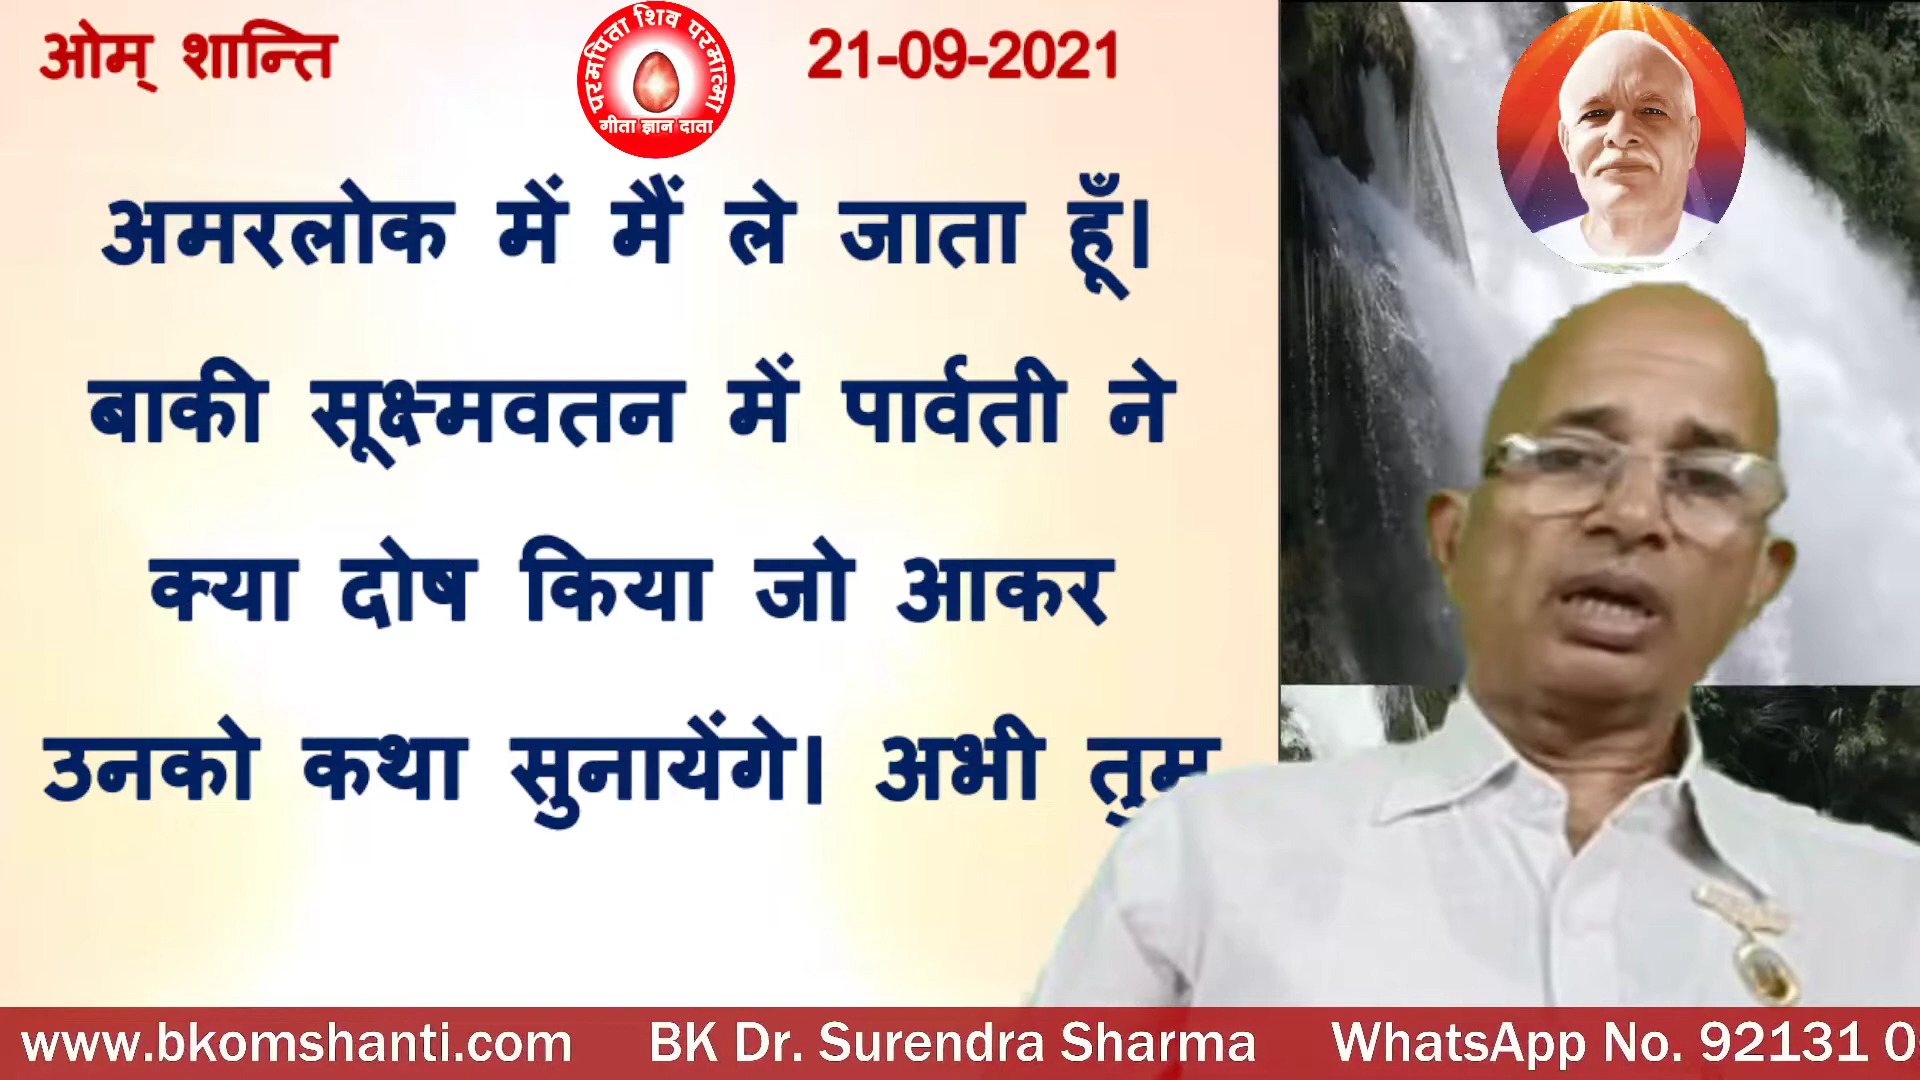 ओम् शान्ति
परमपिता शिव परमात्मा
गीता ज्ञान दाता
21-09-2021
अमरलोक में मैं ले जाता हूँ।
बाकी सूक्ष्मवतन में पार्वती ने
क्या दोष किया जो आकर
उनको कथा सुनायेंगे। अभी तुम
www.bkomshanti.com BK Dr. Surendra Sharma WhatsApp No. 92131 0